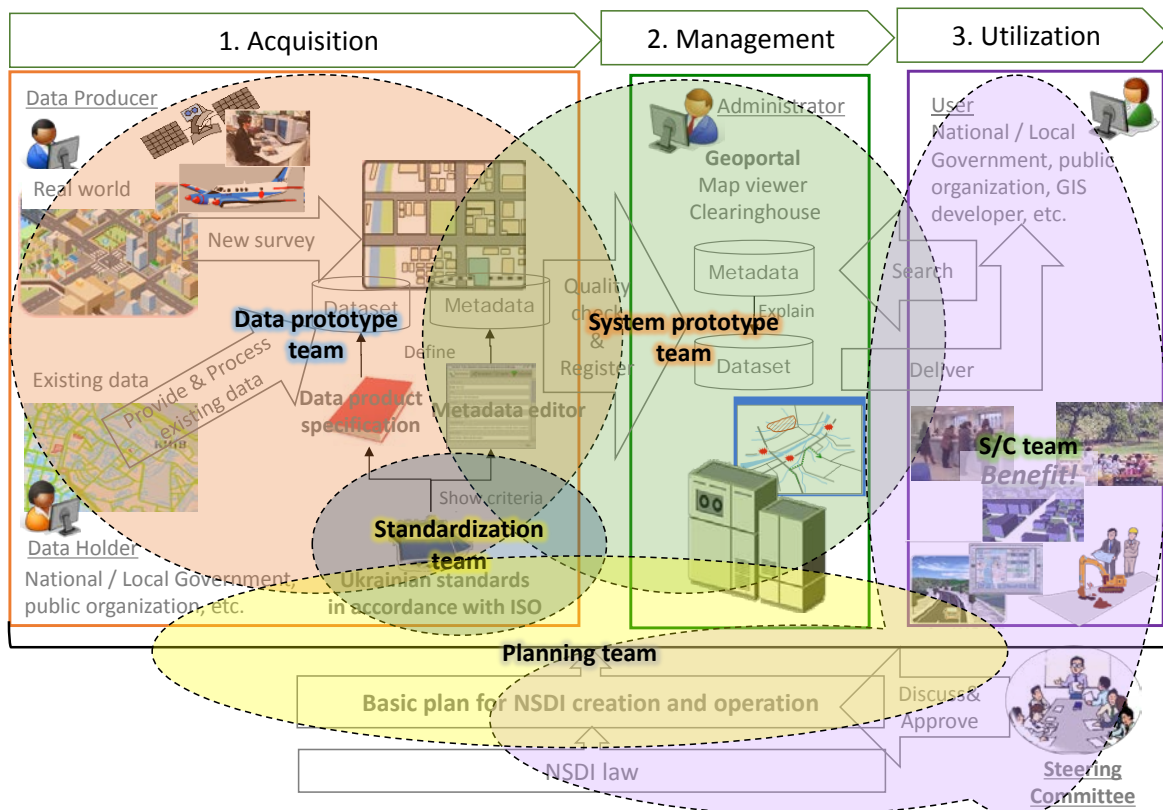 1. Acquisition
2. Management
3. Utilization
Data Producer
Real world
New survey
Dataset
Metadata
Data prototype
team
Define
Existing data
Provide & Process
existing data
Data product
specification
Metadata editor
Show criteria
Standardization
team
Ukrainian standards
in accordance with ISO
Data Holder
National / Local Government,
public organization, etc.
Quality
check
&
Register
System prototype
team
Administrator
Geoportal
Map viewer
Clearinghouse
Metadata
Explain
Dataset
User
National / Local
Government, public
organization, GIS
developer, etc.
Search
Deliver
S/C team
Benefit!
Planning team
Basic plan for NSDI creation and operation
Discuss&
Approve
NSDI law
Steering
Committee